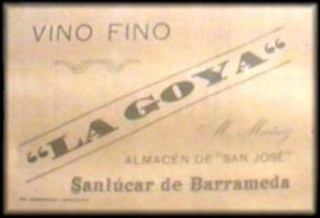 VINO FINO
"LA GOYA"
M. Muñoz
ALMACÉN DE "SAN JOSÉ"
Sanlúcar de Barrameda